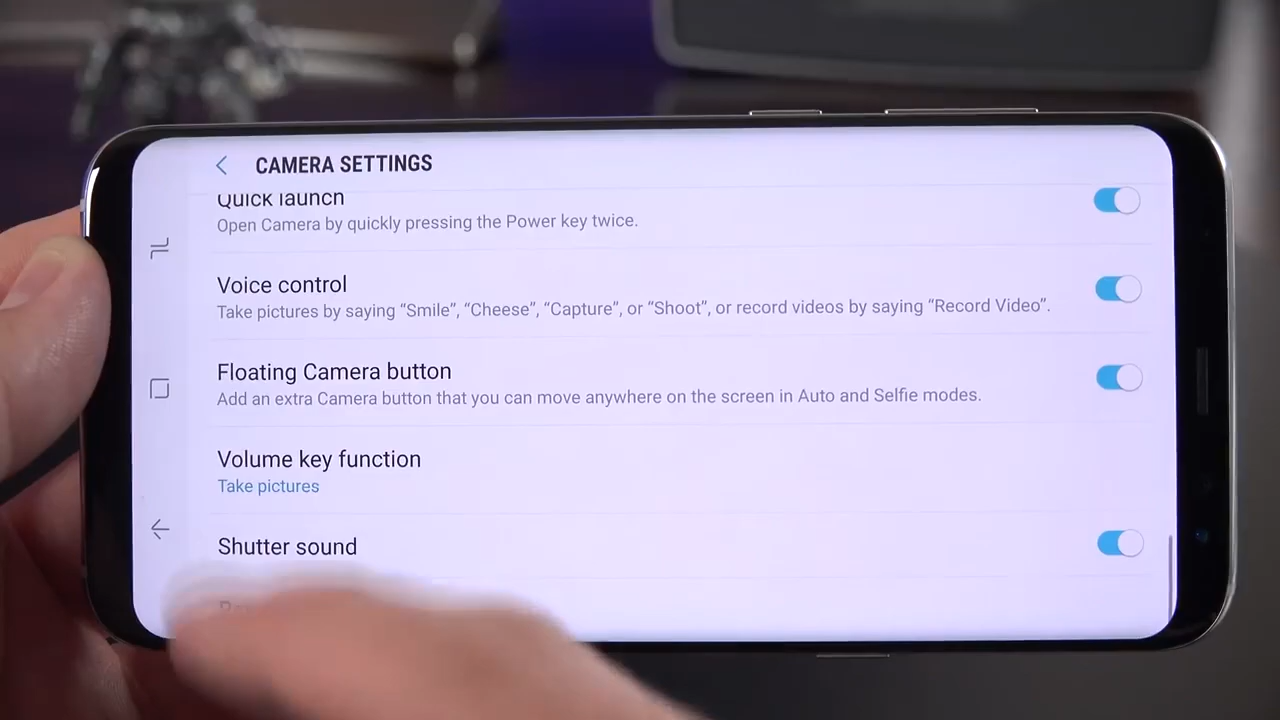 CAMERA SETTINGS
Quick launch
Open Camera by quickly pressing the Power key twice.
Voice control
Take pictures by saying “Smile”, “Cheese”, “Capture”, or “Shoot”, or record videos by saying “Record Video”.
Floating Camera button
Add an extra Camera button that you can move anywhere on the screen in Auto and Selfie modes.
Volume key function
Take pictures
Shutter sound